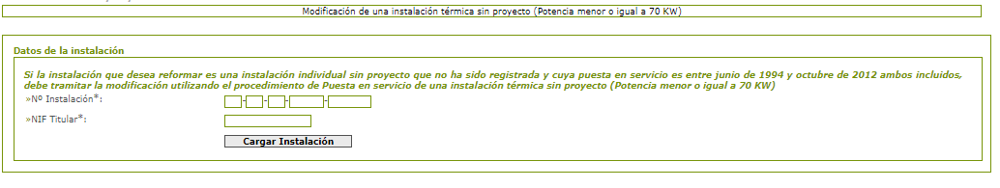 Modificación de una instalación térmica sin proyecto (Potencia menor o igual a 70 KW)
Datos de la instalación
Si la instalación que desea reformar es una instalación individual sin proyecto que no ha sido registrada y cuya puesta en servicio es entre junio de 1994 y octubre de 2012 ambos incluidos,
debe tramitar la modificación utilizando el procedimiento de Puesta en servicio de una instalación térmica sin proyecto (Potencia menor o igual a 70 KW)
»Nº Instalación*: - - - -
»NIF Titular*:
Cargar Instalación